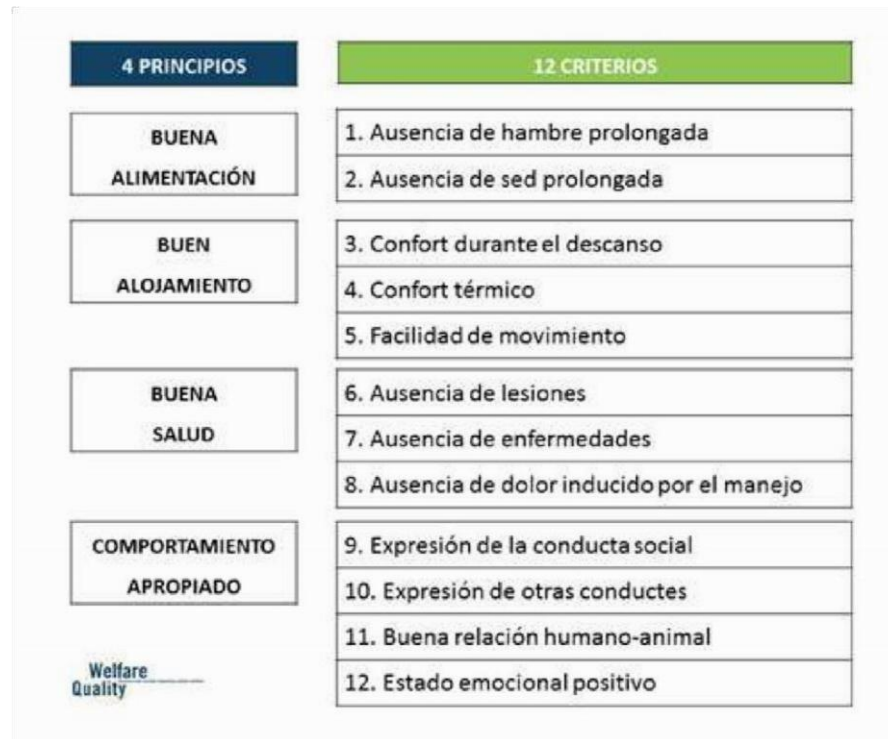 4 PRINCIPIOS
12 CRITERIOS
BUENA
ALIMENTACIÓN
1. Ausencia de hambre prolongada
2. Ausencia de sed prolongada
BUEN
ALOJAMIENTO
3. Confort durante el descanso
4. Confort térmico
5. Facilidad de movimiento
BUENA
SALUD
6. Ausencia de lesiones
7. Ausencia de enfermedades
8. Ausencia de dolor inducido por el manejo
COMPORTAMIENTO
APROPIADO
9. Expresión de la conducta social
10. Expresión de otras conductes
11. Buena relación humano-animal
12. Estado emocional positivo
Welfare
Quality